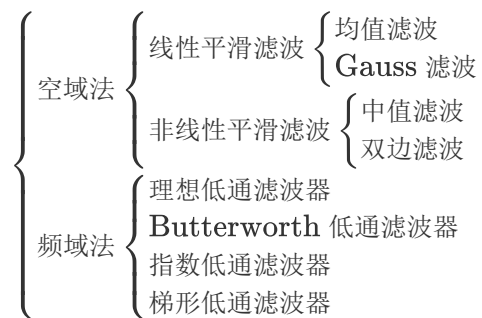 空域法
线性平滑滤波
均值滤波
Gauss 滤波
非线性平滑滤波
中值滤波
双边滤波
频域法
理想低通滤波器
Butterworth 低通滤波器
指数低通滤波器
梯形低通滤波器